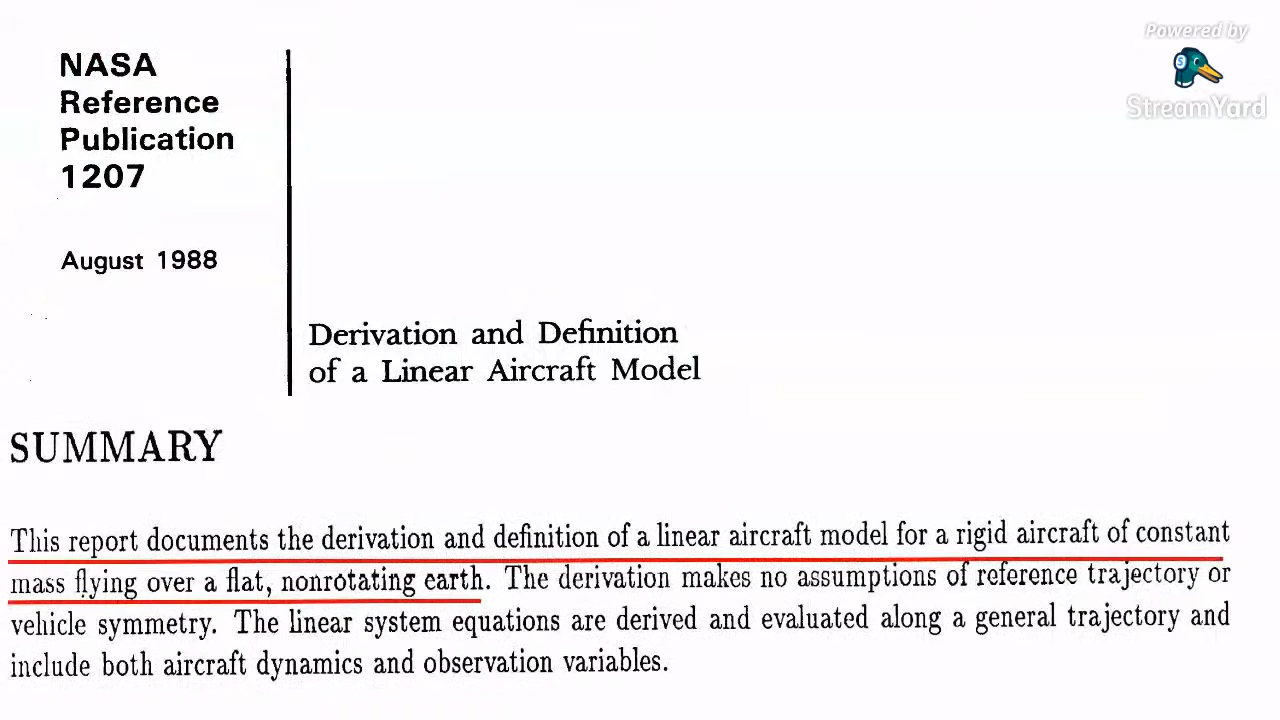 NASA
Reference
Publication
1207
August 1988
Derivation and Definition
of a Linear Aircraft Model
Powered by
StreamYard
SUMMARY
This report documents the derivation and definition of a linear aircraft model for a rigid aircraft of constant
mass flying over a flat, nonrotating earth. The derivation makes no assumptions of reference trajectory or
vehicle symmetry. The linear system equations are derived and evaluated along a general trajectory and
include both aircraft dynamics and observation variables.